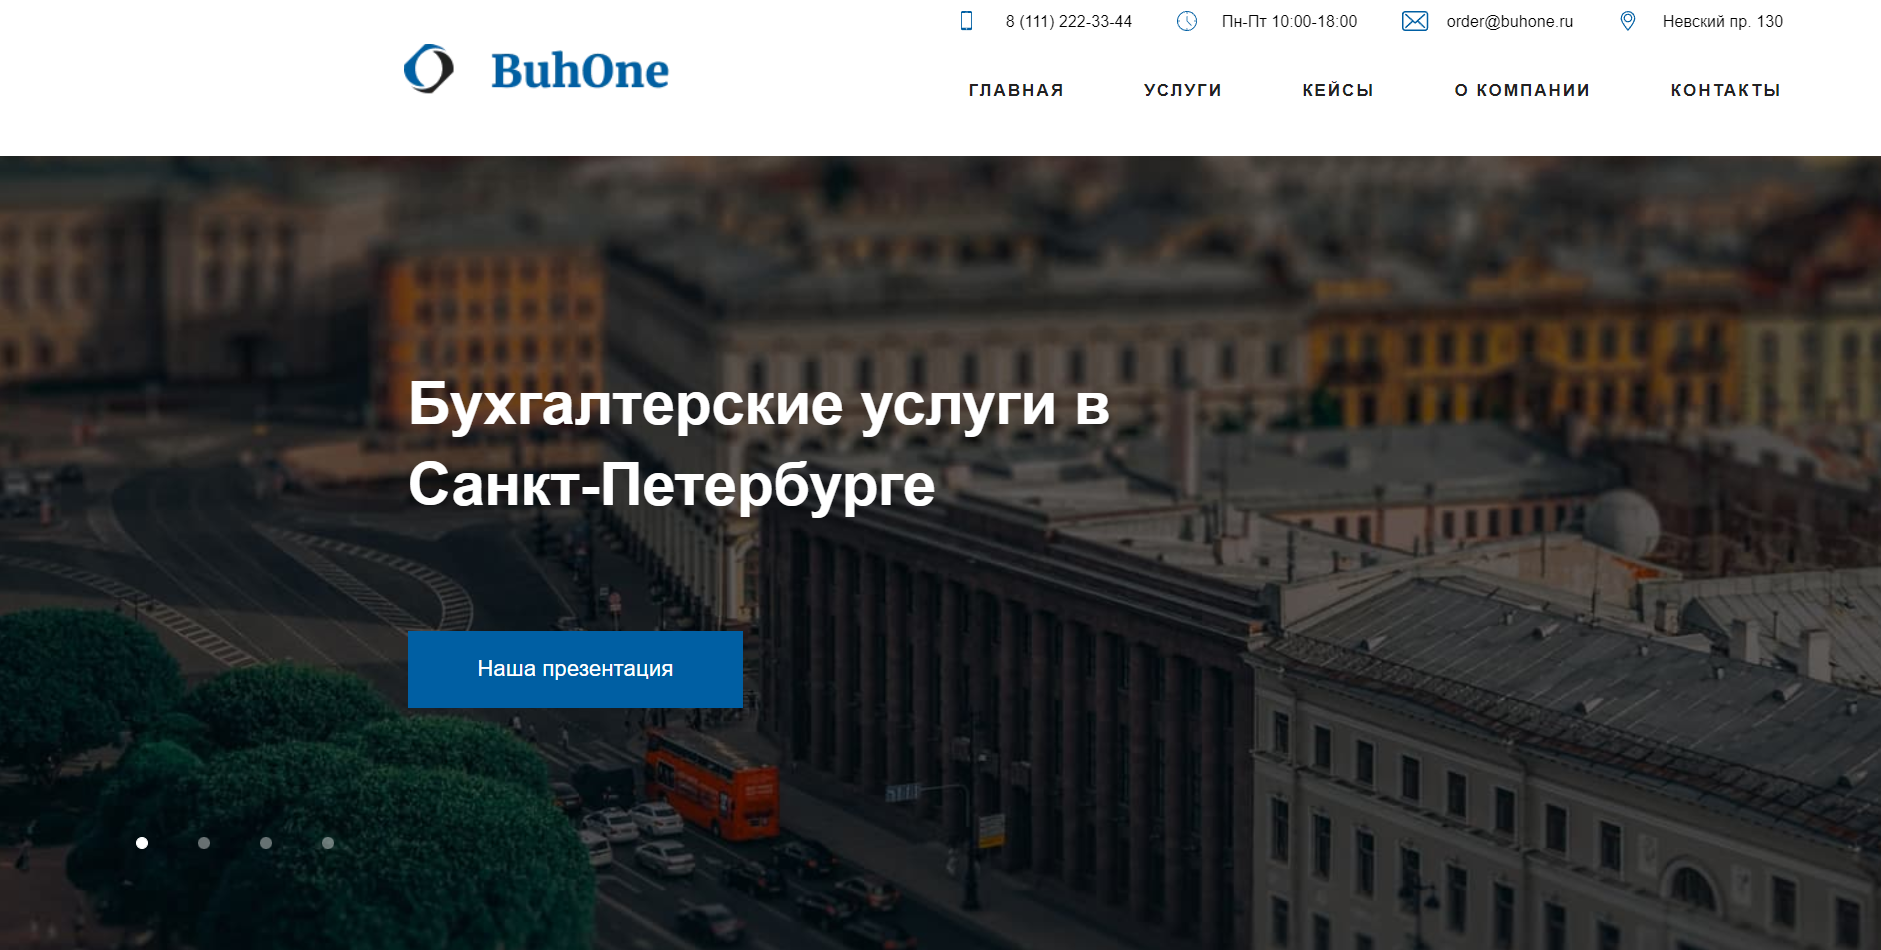 8 (111) 222-33-44
Пн-Пт 10:00-18:00
order@buhone.ru
Невский пр. 130
BuhOne
ГЛАВНАЯ
УСЛУГИ
КЕЙСЫ
О КОМПАНИИ
КОНТАКТЫ
Бухгалтерские услуги в
Санкт-Петербурге
Наша презентация